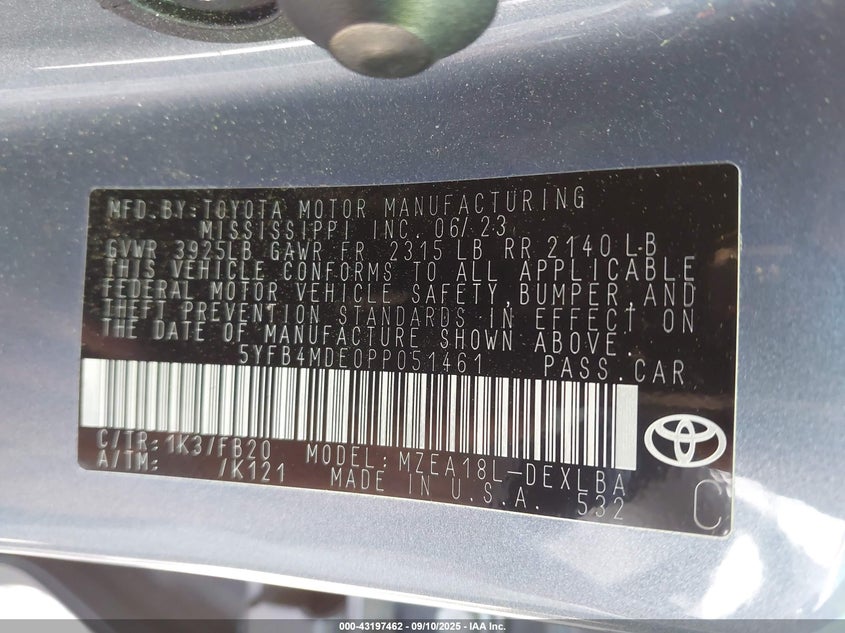 MFD.BY:TOYOTA MOTOR MANUFACTURING
MISSISSIPPI INC. 06/23
GVWR 3925LB GAWR FR 2315 LB RR 2140 LB
THIS VEHICLE CONFORMS TO ALL APPLICABLE
FEDERAL MOTOR VEHICLE SAFETY,BUMPER,AND
THEFT PREVENTION STANDARDS IN EFFECT ON
THE DATE OF MANUFACTURE SHOWN ABOVE.
5YFB4MDE0PP051461 PASS.CAR
C/TR:1K3/FB20 MODEL:MZEA18L-DEXLBA
A/TM: /K121 MADE IN U.S.A. 532
C
000-43197462 - 09/10/2025 - IAA Inc.